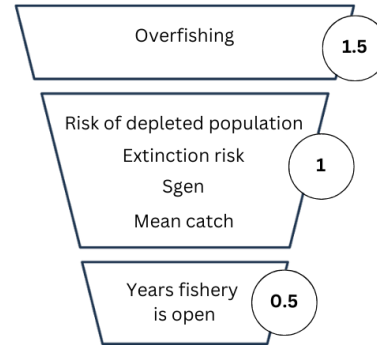 Overfishing
1.5
Risk of depleted population
Extinction risk
1
Sgen
Mean catch
Years fishery
is open
0.5